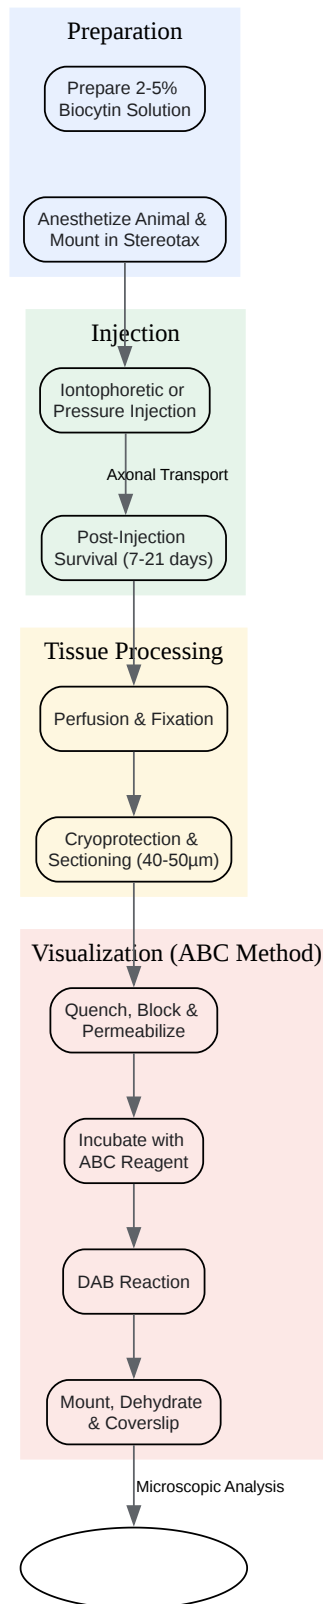 Preparation
Prepare 2-5%
Biocytin Solution
Anesthetize Animal &
Mount in Stereotax
Injection
Iontophoretic or
Pressure Injection
Axonal Transport
Post-Injection
Survival (7-21 days)
Tissue Processing
Perfusion & Fixation
Cryoprotection &
Sectioning (40-50µm)
Visualization (ABC Method)
Quench, Block &
Permeabilize
Incubate with
ABC Reagent
DAB Reaction
Mount, Dehydrate
& Coverslip
Microscopic Analysis